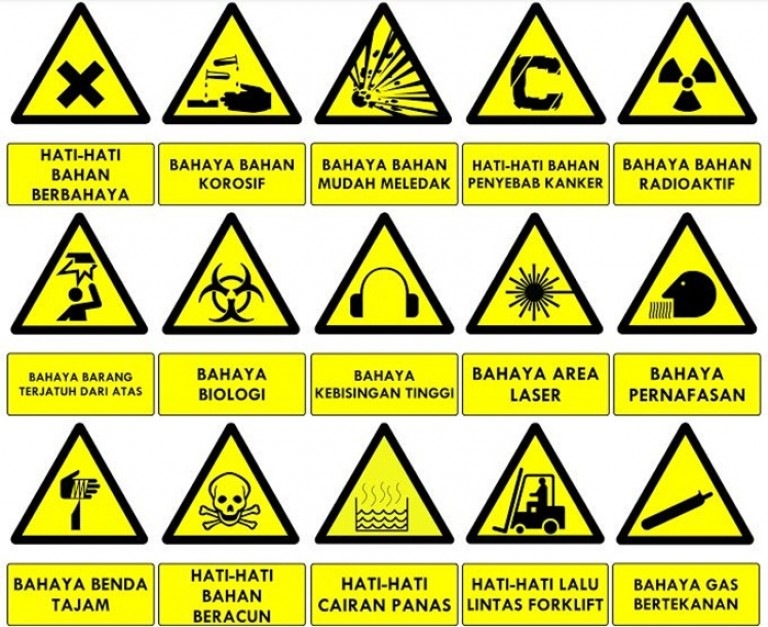 HATI-HATI
BAHAN
BERBAHAYA
BAHAYA BAHAN
KOROSIF
BAHAYA BAHAN
MUDAH MELEDAK
HATI-HATI BAHAN
PENYEBAB KANKER
BAHAYA BAHAN
RADIOAKTIF
BAHAYA BARANG
TERJATUH DARI ATAS
BAHAYA
BIOLOGI
BAHAYA
KEBISINGAN TINGGI
BAHAYA AREA
LASER
BAHAYA
PERNAFASAN
BAHAYA BENDA
TAJAM
HATI-HATI
BAHAN
BERACUN
HATI-HATI
CAIRAN PANAS
HATI-HATI LALU
LINTAS FORKLIFT
BAHAYA GAS
BERTEKANAN